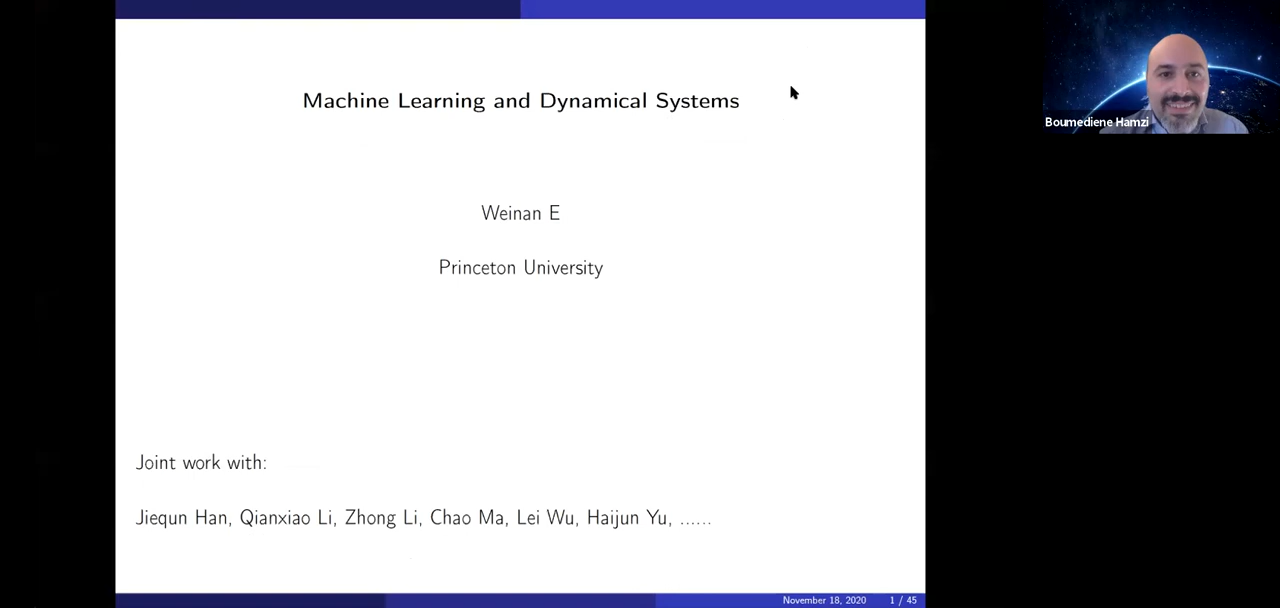 Machine Learning and Dynamical Systems
Boumediene Hamzi
Weinan E
Princeton University
Joint work with:
Jiequn Han, Qianxiao Li, Zhong Li, Chao Ma, Lei Wu, Haijun Yu, ......
November 18, 2020 1 / 45